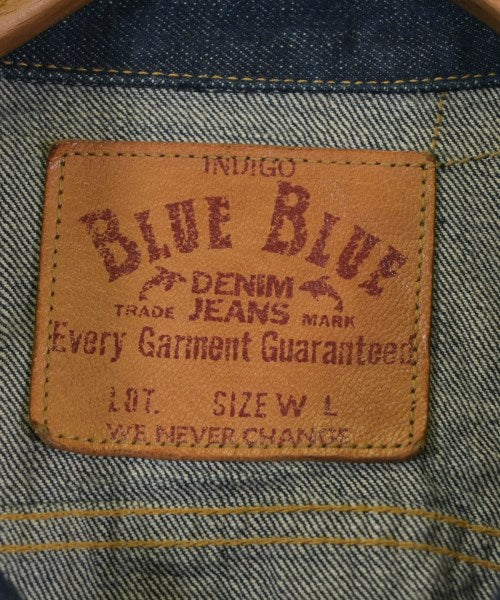 INDIGO
BLUE BLUE
DENIM
TRADE JEANS MARK
Every Garment Guaranteed
LOT. SIZE W L
WE NEVER CHANGE